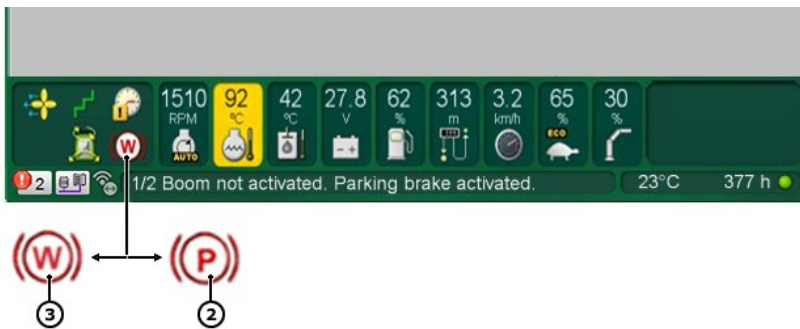 1510 92 42 27.8 62 313 3.2 65 30
RPM °C °C V % m km/h % %
ECO
W AUTO
2 1/2 Boom not activated. Parking brake activated. 23°C 377 h
W P
3 2